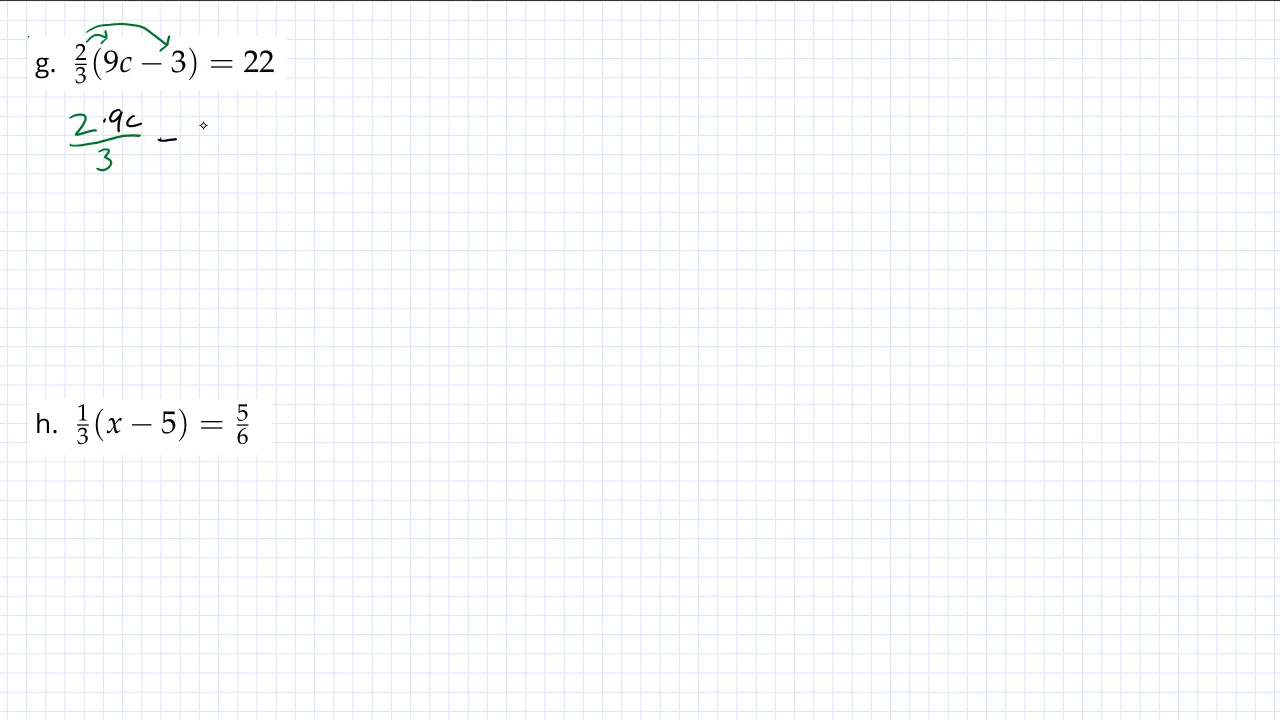 g. 2/3(9c − 3) = 22
2·9c/3 −
h. 1/3(x − 5) = 5/6